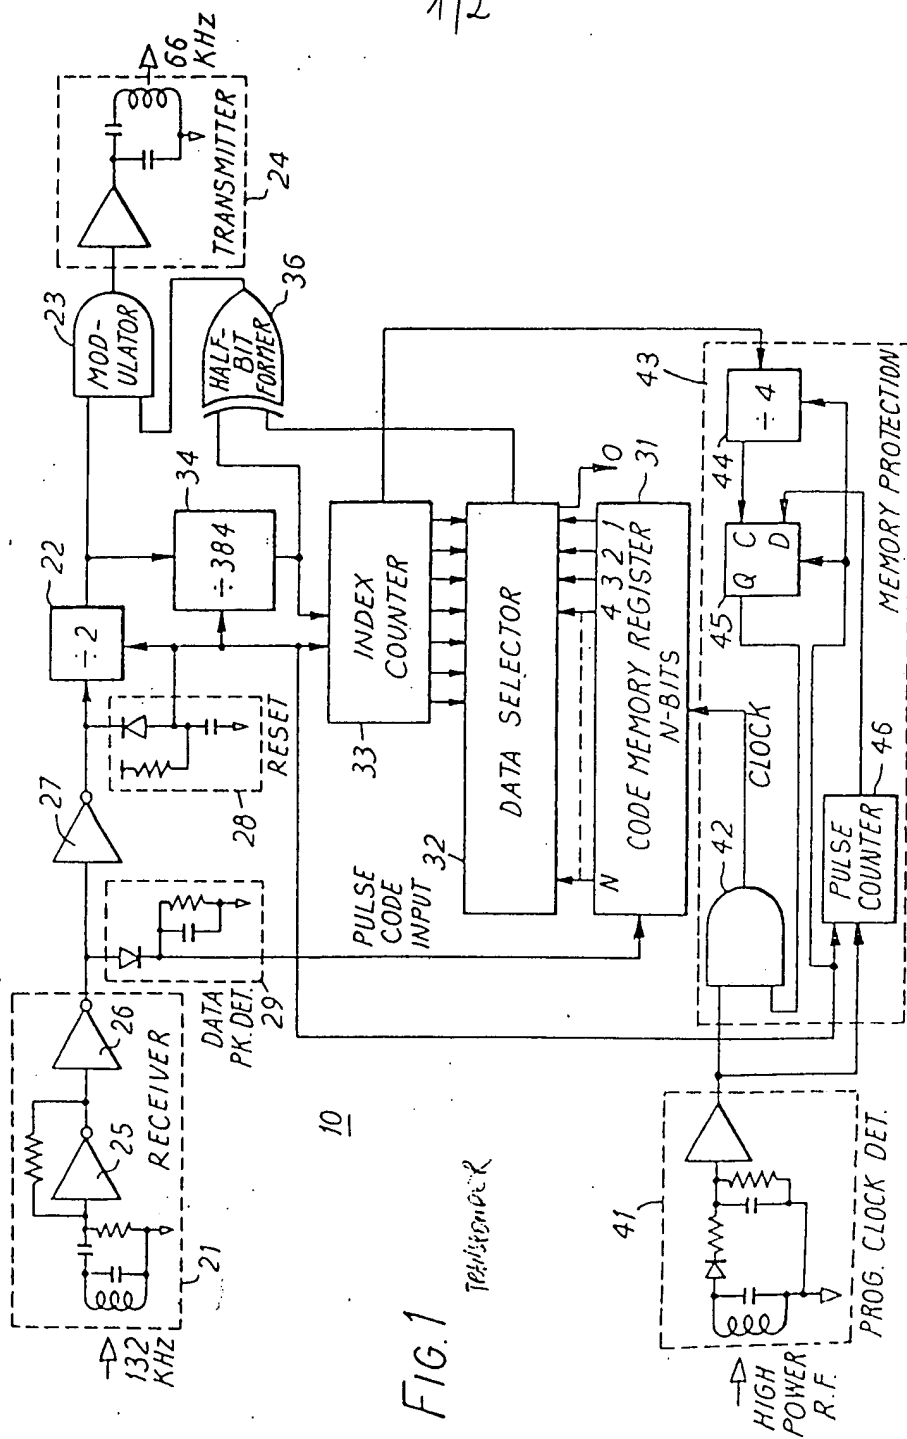 1/2
132
KHz
21
RECEIVER
25
26
27
DATA
PK. DET.
29
28
RESET
22
÷2
23
MOD-
ULATOR
TRANSMITTER
24
66
KHz
34
÷384
HALF-
BIT
FORMER
36
INDEX
COUNTER
33
PULSE
CODE
INPUT
32
DATA SELECTOR
O
N
4 3 2 1
31
CODE MEMORY REGISTER
N-BITS
CLOCK
10
FIG. 1
TRANSPONDER
HIGH
POWER
R.F.
41
PROG. CLOCK DET.
42
PULSE
COUNTER
46
45
Q C
D
44
÷4
43
MEMORY PROTECTION